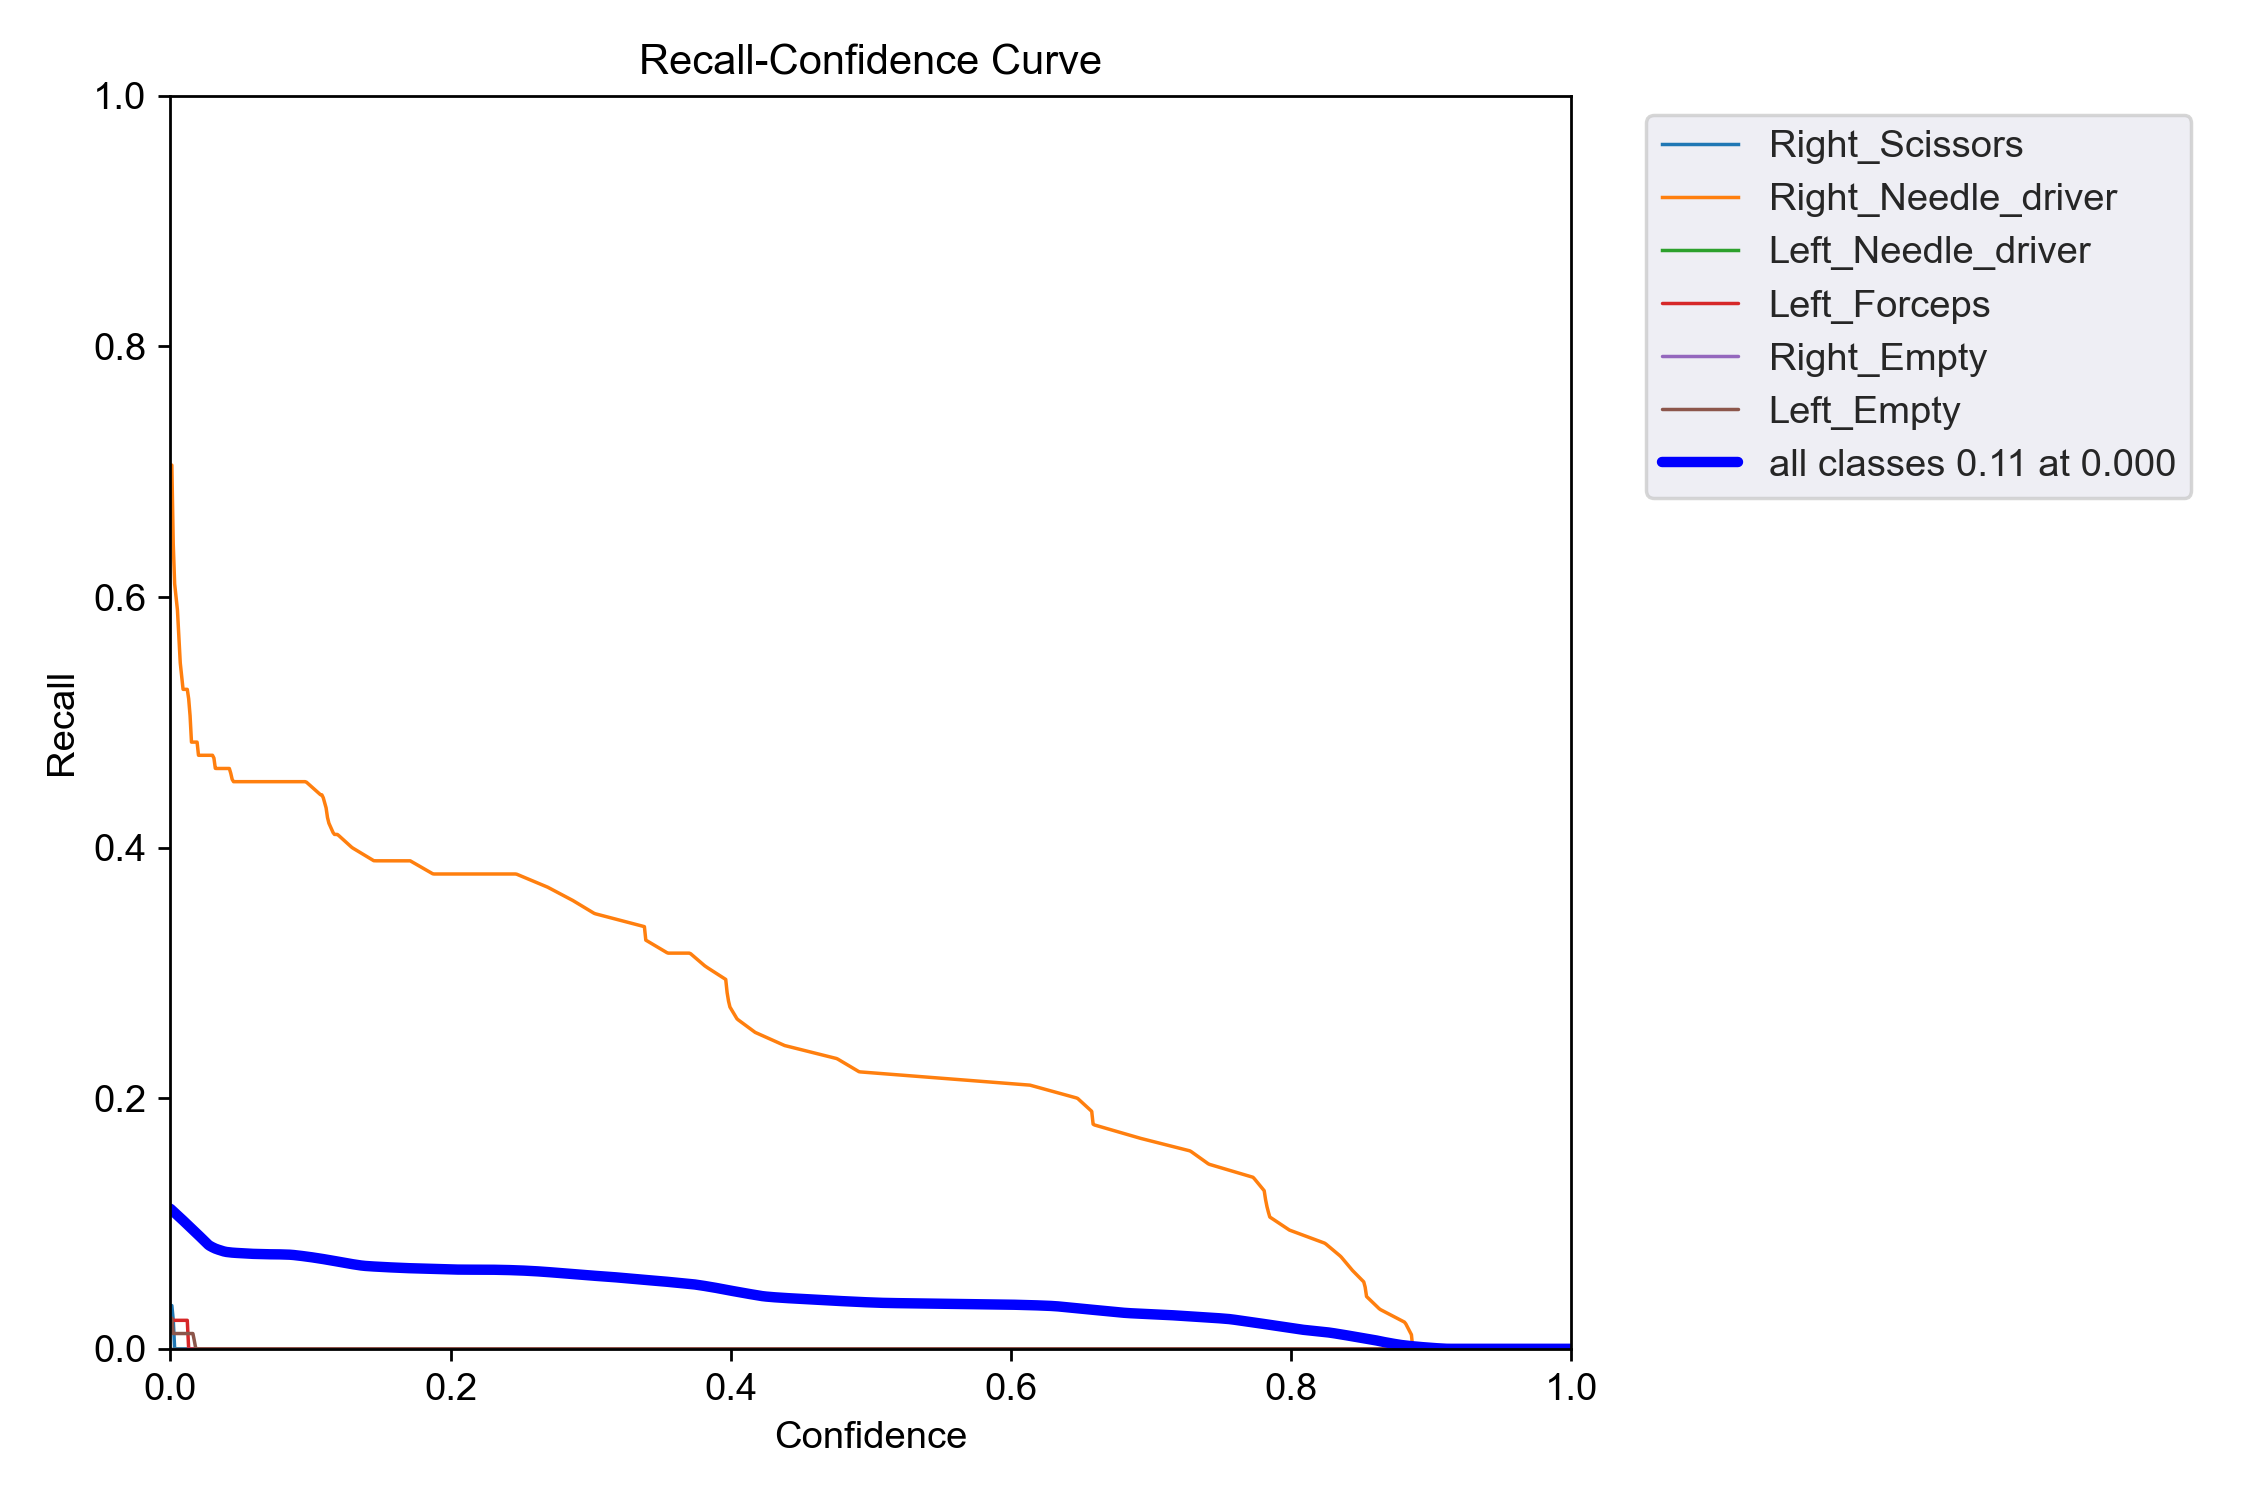 Recall-Confidence Curve
1.0
0.8
0.6
0.4
0.2
0.0
Recall
0.0 0.2 0.4 0.6 0.8 1.0
Confidence
Right_Scissors
Right_Needle_driver
Left_Needle_driver
Left_Forceps
Right_Empty
Left_Empty
all classes 0.11 at 0.000